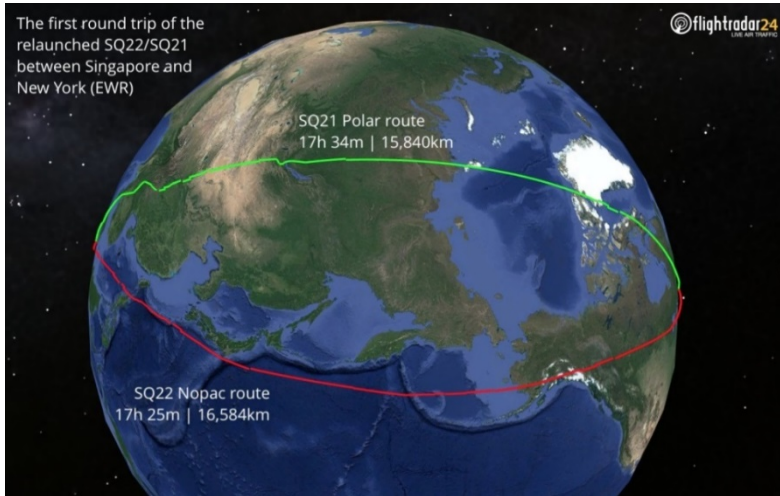 The first round trip of the
relaunched SQ22/SQ21
between Singapore and
New York (EWR)
flightradar24
LIVE AIR TRAFFIC
SQ21 Polar route
17h 34m | 15,840km
SQ22 Nopac route
17h 25m | 16,584km